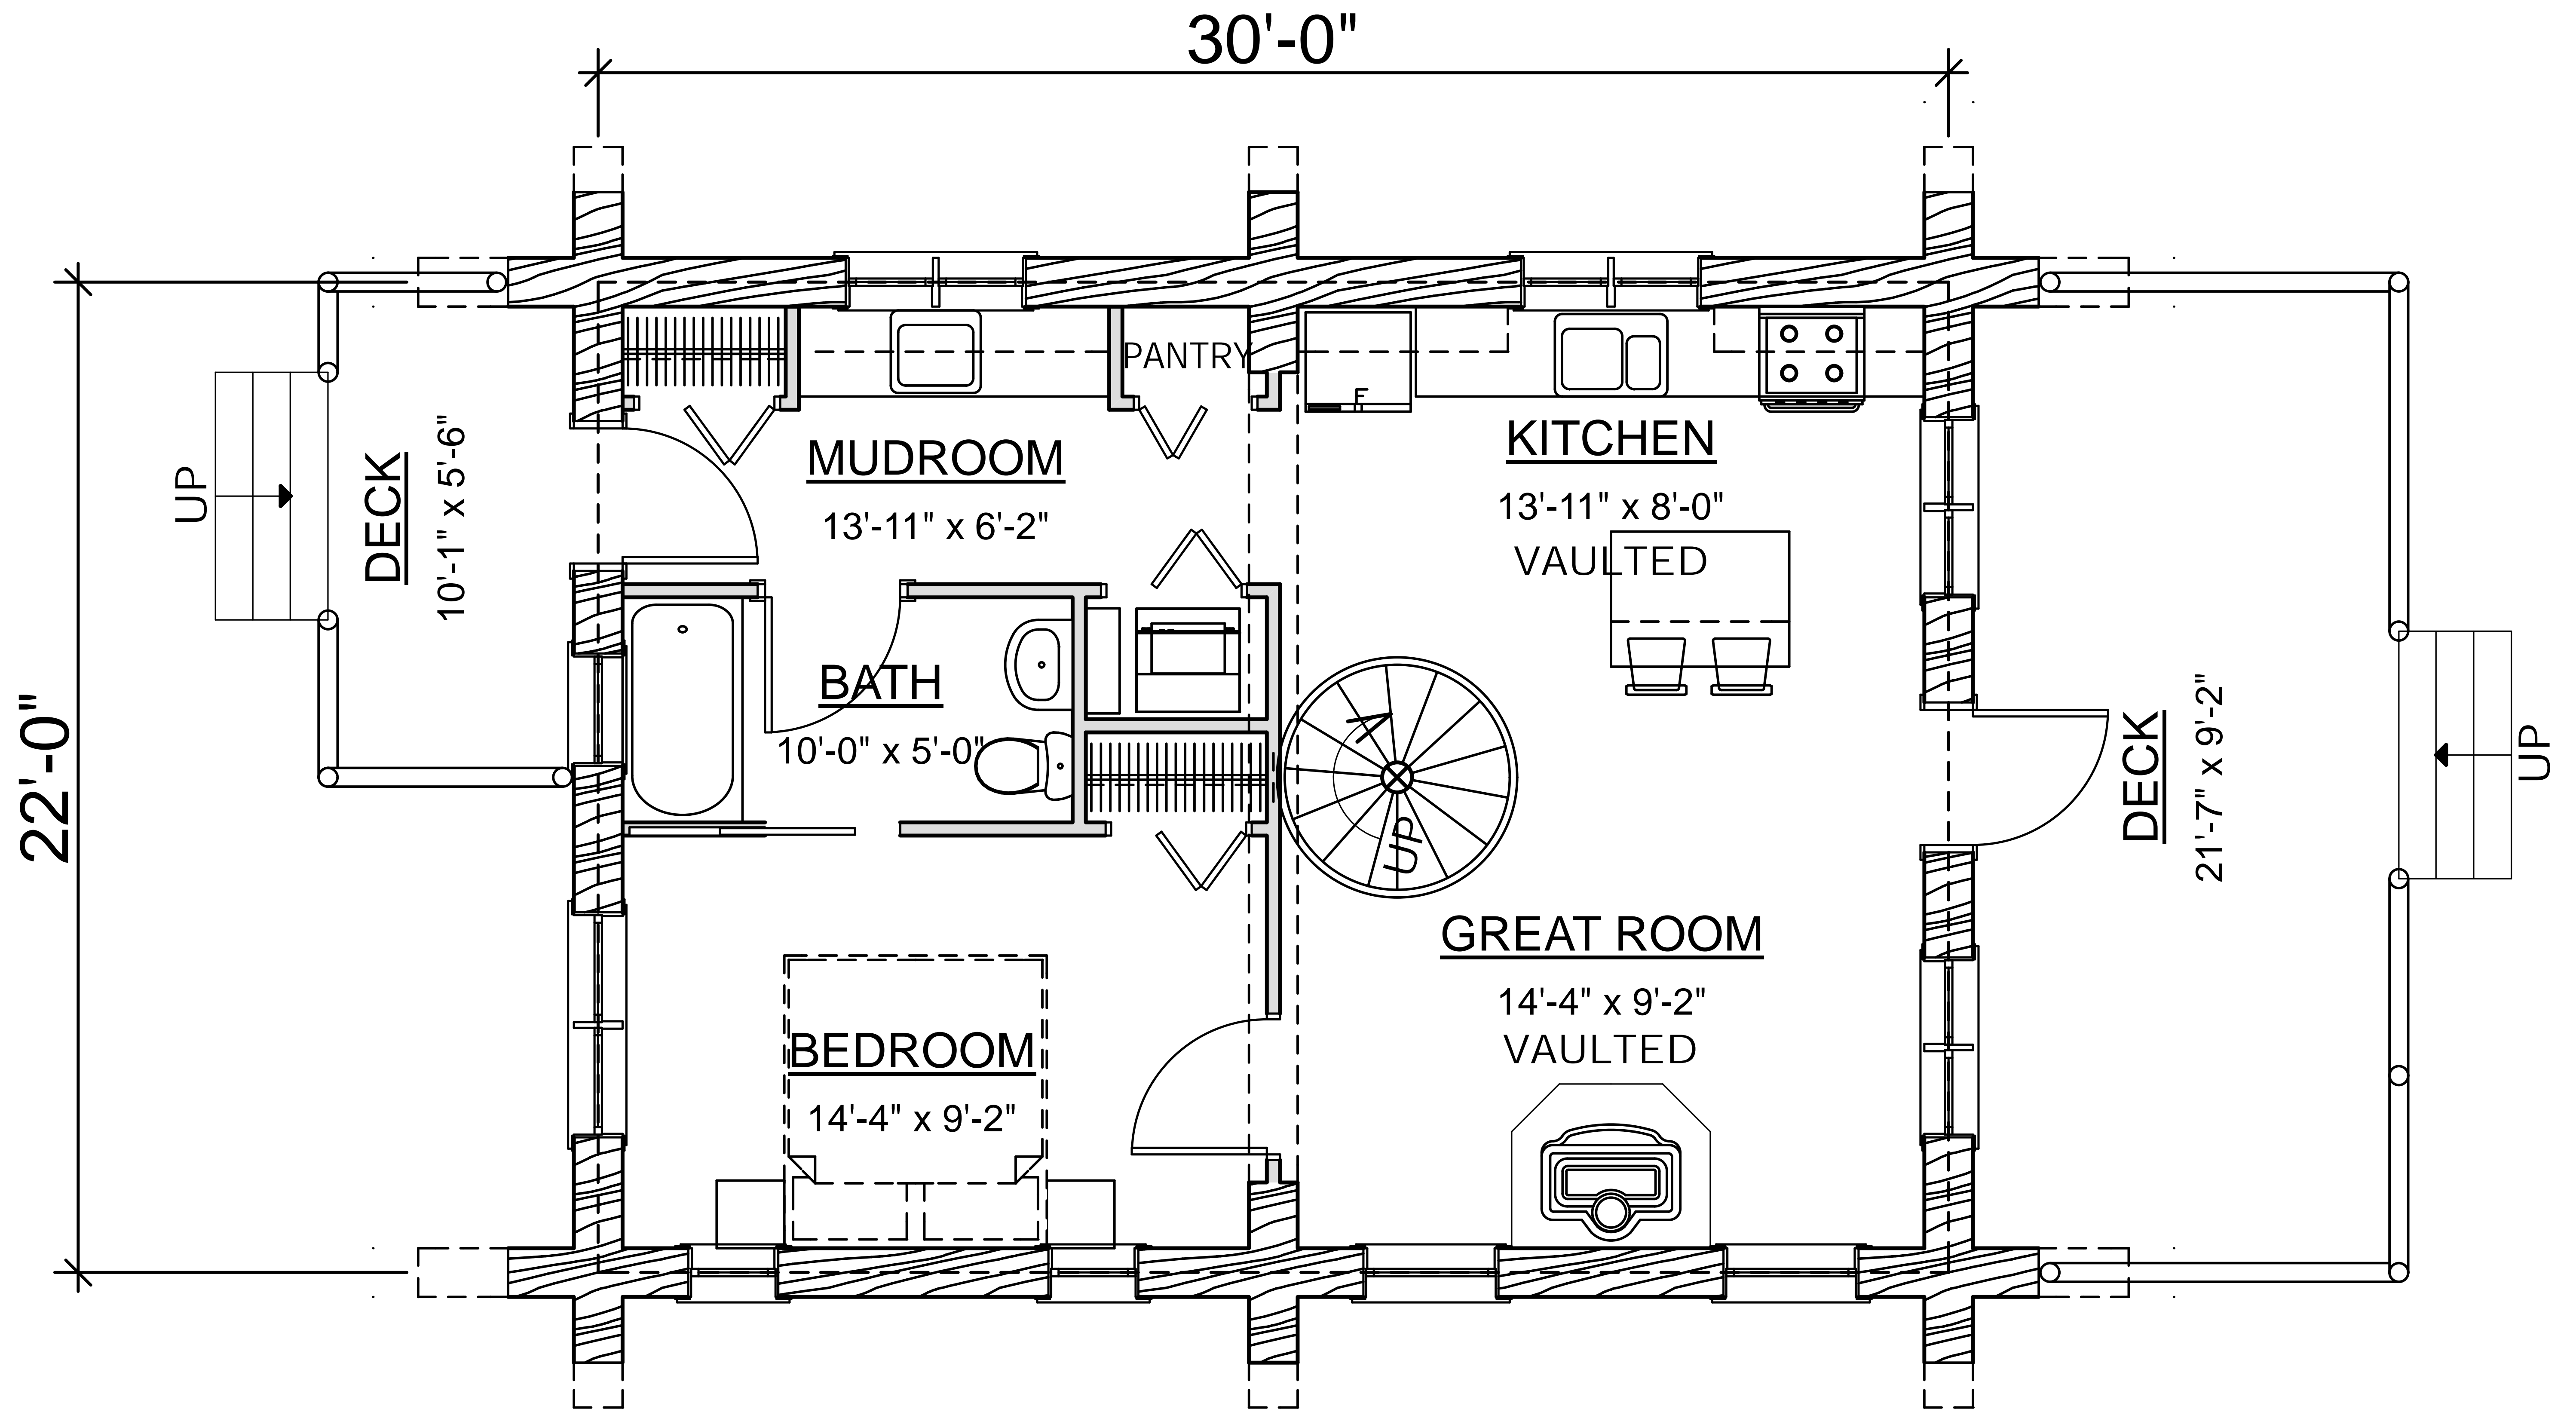 30'-0"
22'-0"
UP
DECK
10'-1" x 5'-6"
PANTRY
F
MUDROOM
13'-11" x 6'-2"
KITCHEN
13'-11" x 8'-0"
VAULTED
BATH
10'-0" x 5'-0"
UP
GREAT ROOM
14'-4" x 9'-2"
VAULTED
BEDROOM
14'-4" x 9'-2"
DECK
21'-7" x 9'-2"
UP